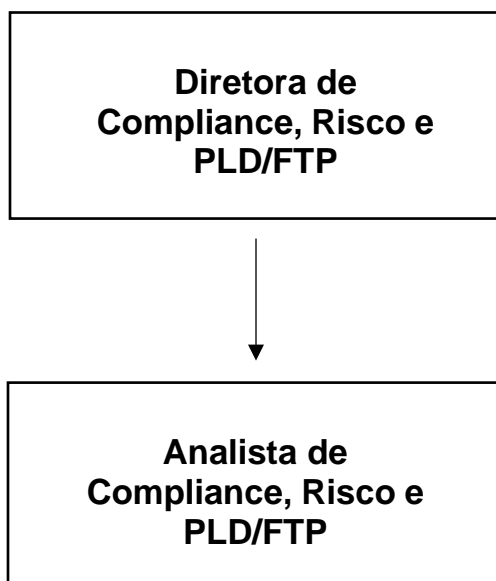 Diretora de
Compliance, Risco e
PLD/FTP
Analista de
Compliance, Risco e
PLD/FTP